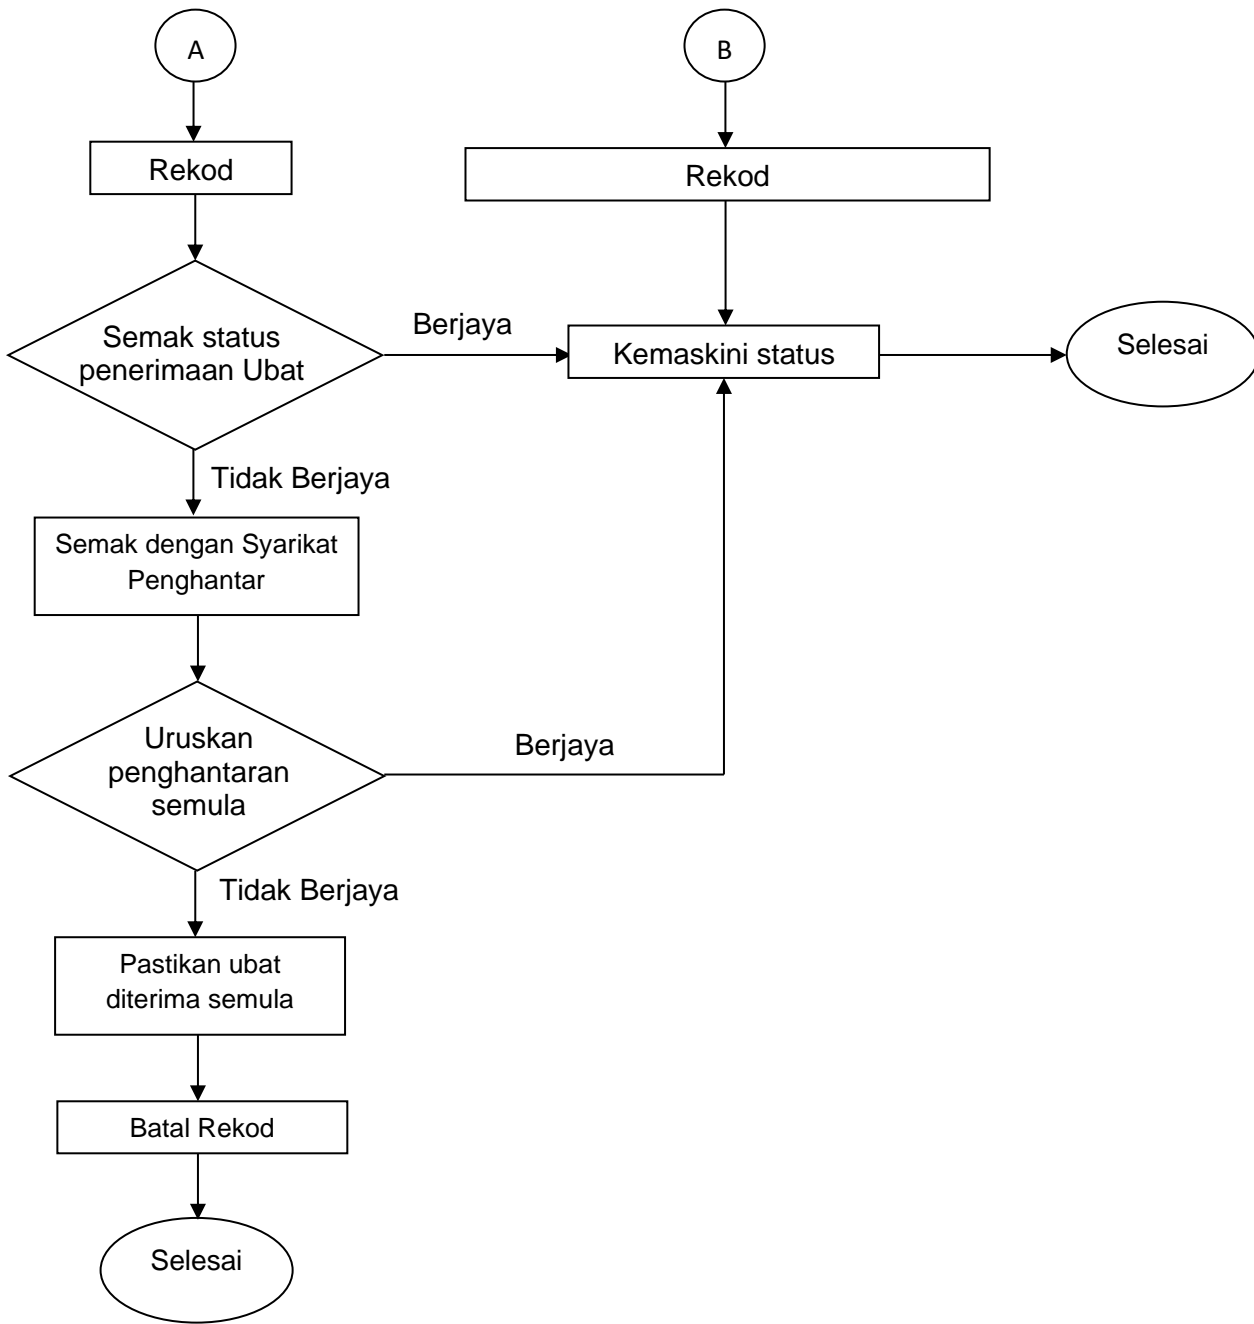 A
B
Rekod
Rekod
Semak status
penerimaan Ubat
Berjaya
Kemaskini status
Selesai
Tidak Berjaya
Semak dengan Syarikat
Penghantar
Uruskan
penghantaran
semula
Berjaya
Tidak Berjaya
Pastikan ubat
diterima semula
Batal Rekod
Selesai